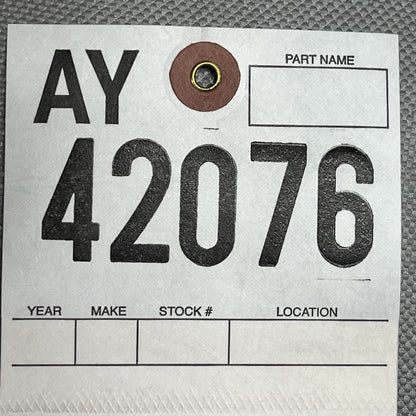 AY
PART NAME
42076
YEAR MAKE STOCK # LOCATION